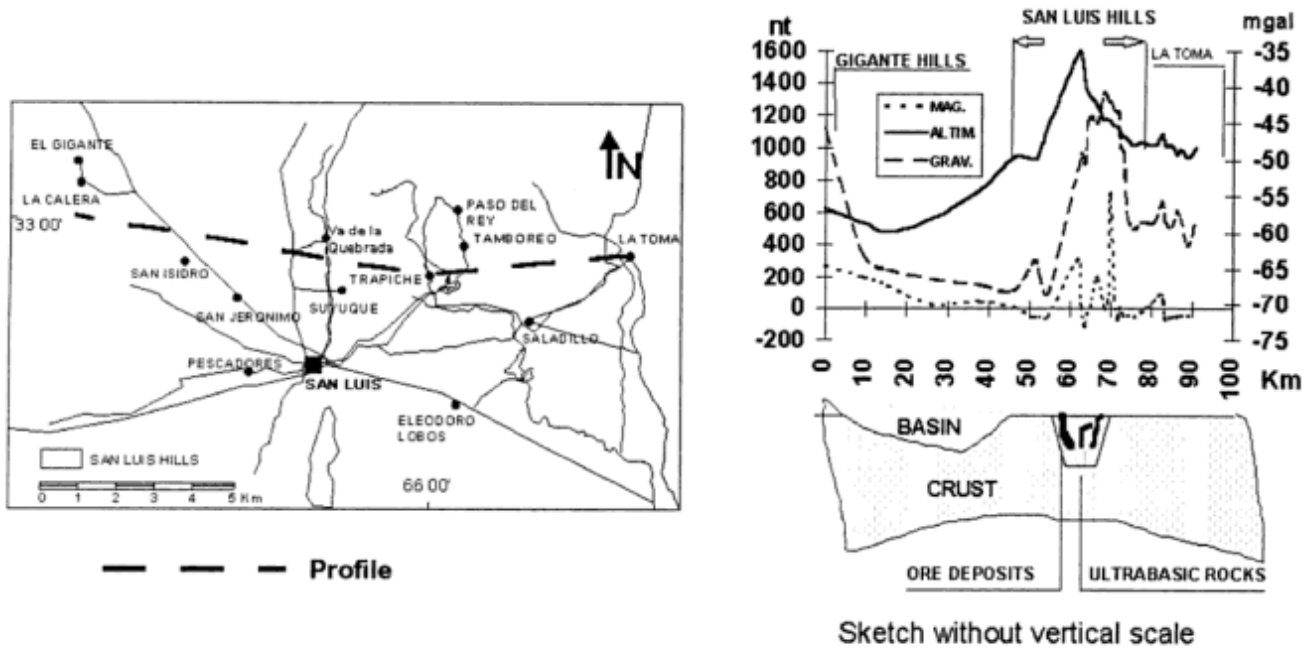 EL GIGANTE
LA CALERA
33 00'
SAN ISIDRO
SAN JERONIMO
PESCADORES
SAN LUIS
Va de la
Quebrada
SUYUQUE
TRAPICHE
PASO DEL
REY
TAMBOREO
LA TOMA
SALADILLO
ELEODORO
LOBOS
N
SAN LUIS HILLS
0 1 2 3 4 5 Km
66 00'
Profile
nt
SAN LUIS HILLS
mgal
GIGANTE HILLS
LA TOMA
MAG.
ALTIM.
GRAV.
1600
1400
1200
1000
800
600
400
200
0
-200
-35
-40
-45
-50
-55
-60
-65
-70
-75
0 10 20 30 40 50 60 70 80 90 100 Km
BASIN
CRUST
ORE DEPOSITS
ULTRABASIC ROCKS
Sketch without vertical scale